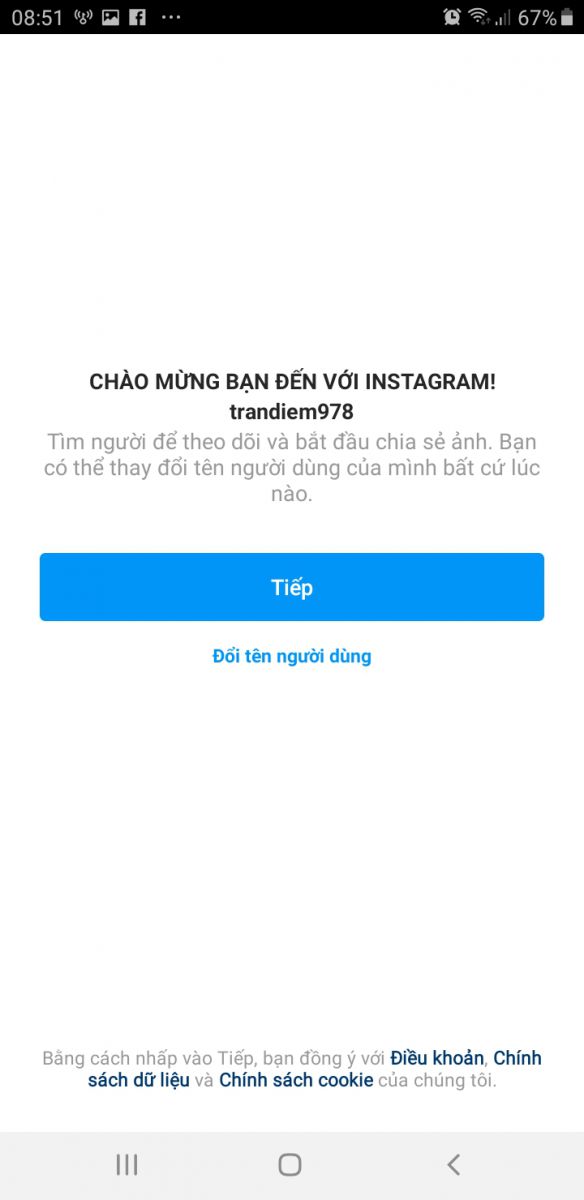 08:51 67%
CHÀO MỪNG BẠN ĐẾN VỚI INSTAGRAM!
trandiem978
Tìm người để theo dõi và bắt đầu chia sẻ ảnh. Bạn
có thể thay đổi tên người dùng của mình bất cứ lúc
nào.
Tiếp
Đổi tên người dùng
Bằng cách nhấp vào Tiếp, bạn đồng ý với Điều khoản, Chính
sách dữ liệu và Chính sách cookie của chúng tôi.